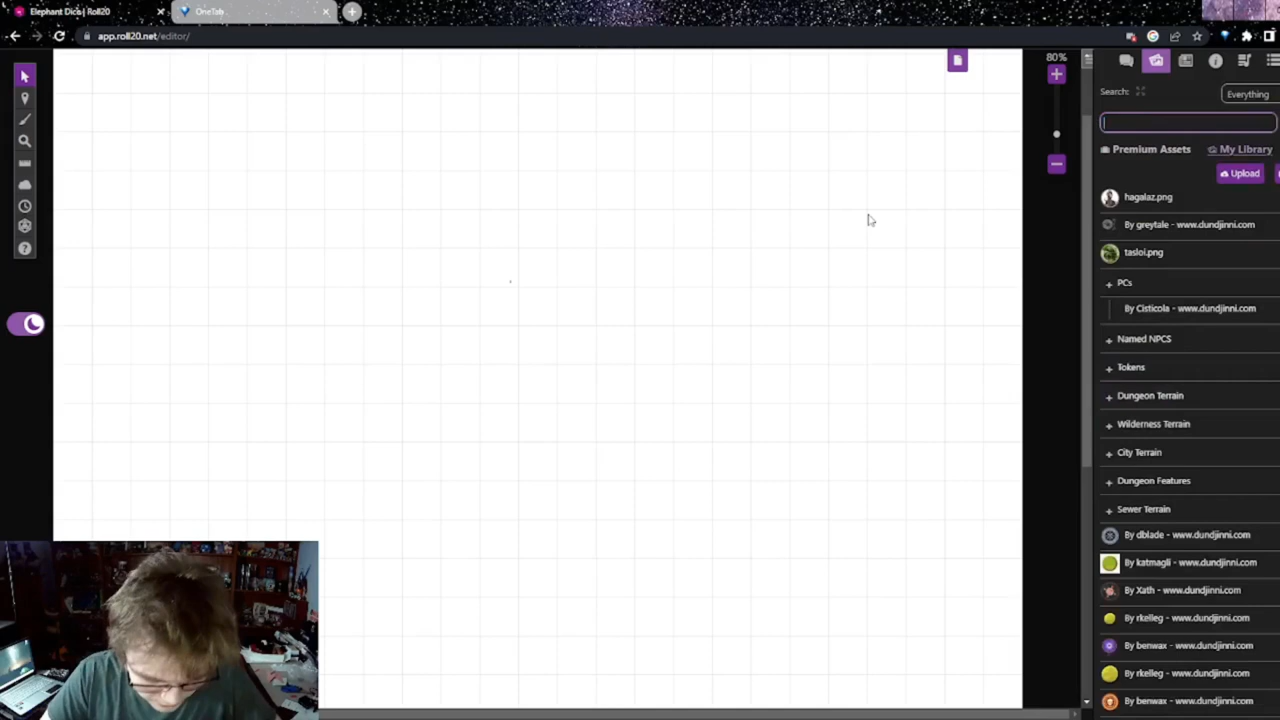 Elephant Dics | Roll20
OneTab
app.roll20.net/editor/
80%
Search:
Everything
Premium Assets
My Library
Upload
hagalaz.png
By greytale - www.dundjinni.com
tasloi.png
PCs
By Cisticola - www.dundjinni.com
Named NPCS
Tokens
Dungeon Terrain
Wilderness Terrain
City Terrain
Dungeon Features
Sewer Terrain
By dblade - www.dundjinni.com
By katmagli - www.dundjinni.com
By Xath - www.dundjinni.com
By rkelleg - www.dundjinni.com
By benwax - www.dundjinni.com
By rkelleg - www.dundjinni.com
By benwax - www.dundjinni.com